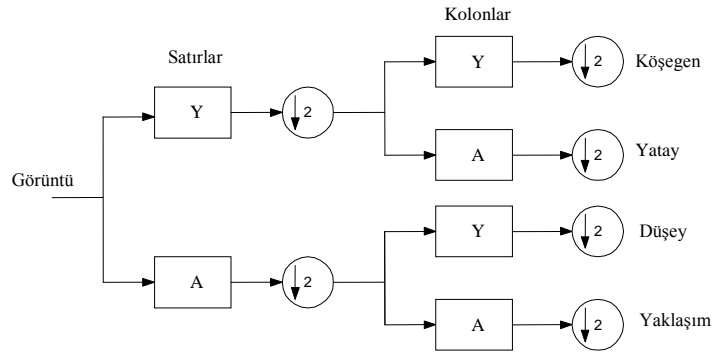 Kolonlar
Satırlar
Y
2
Köşegen
Y
2
A
2
Yatay
Görüntü
Y
2
Düşey
A
2
A
2
Yaklaşım